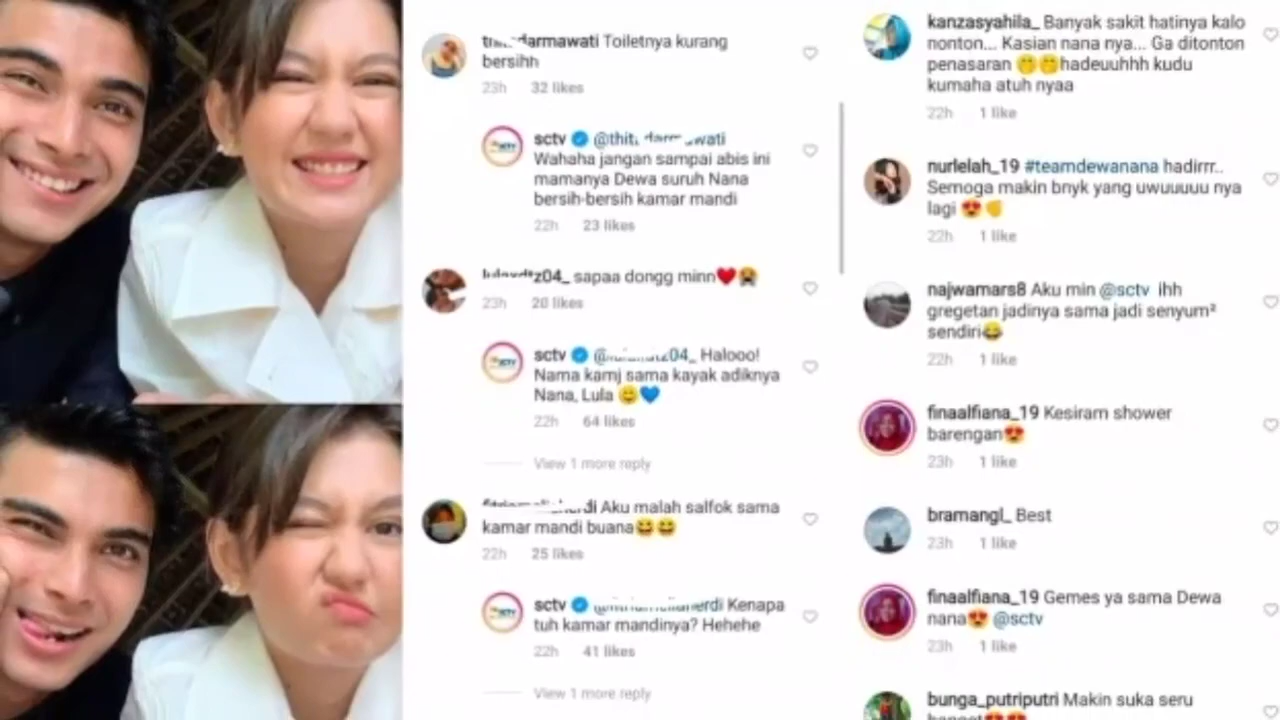 darmawati Toiletnya kurang
bersihh
23h 32 likes
sctv
Wahaha jangan sampai abis ini
mamanya Dewa suruh Nana
bersih-bersih kamar mandi
22h 23 likes
sapaa dongg minn❤️😭
23h 20 likes
sctv Halooo!
Nama kamj sama kayak adiknya
Nana, Lula 😊💙
22h 64 likes
View 1 more reply
Aku malah salfok sama
kamar mandi buana😆😆
22h 25 likes
sctv Kenapa
tuh kamar mandinya? Hehehe
22h 41 likes
View 1 more reply
kanzasyahila_ Banyak sakit hatinya kalo
nonton... Kasian nana nya... Ga ditonton
penasaran 🤭🤭hadeuuhhh kudu
kumaha atuh nyaa
22h 1 like
nurlelah_19 #teamdewanana hadirrr..
Semoga makin bnyk yang uwuuuuu nya
lagi 😍
22h 1 like
najwamars8 Aku min @sctv ihh
gregetan jadinya sama jadi senyum²
sendiri😂
22h 1 like
finaalfiana_19 Kesiram shower
barengan😍
23h 1 like
bramangl_ Best
23h 1 like
finaalfiana_19 Gemes ya sama Dewa
nana😍 @sctv
23h 1 like
bunga_putriputri Makin suka seru